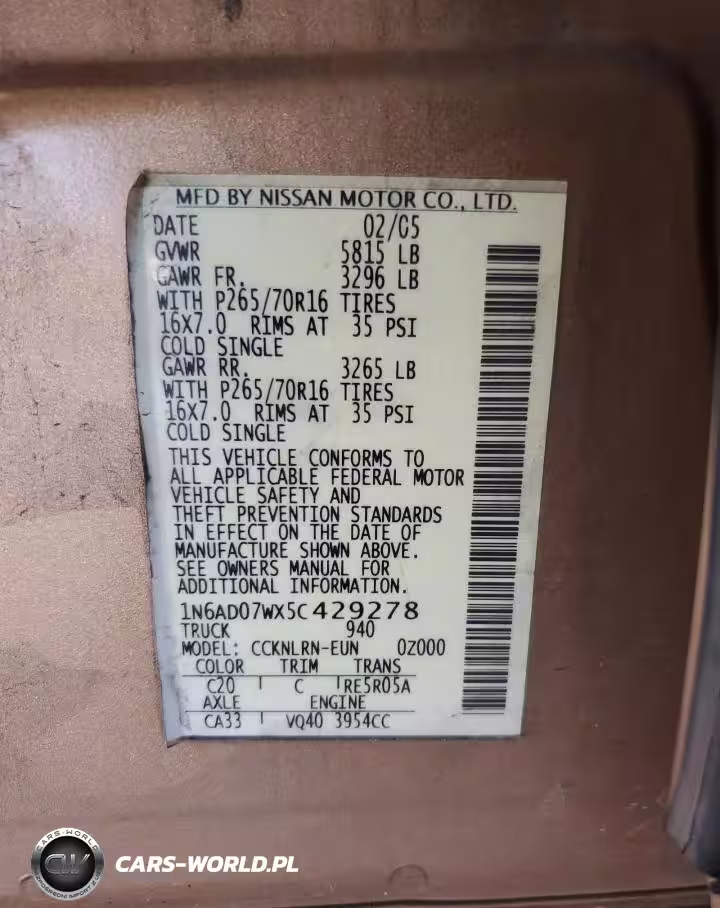 MFD BY NISSAN MOTOR CO., LTD.
DATE 02/05
GVWR 5815 LB
GAWR FR. 3296 LB
WITH P265/70R16 TIRES
16X7.0 RIMS AT 35 PSI
COLD SINGLE
GAWR RR. 3265 LB
WITH P265/70R16 TIRES
16X7.0 RIMS AT 35 PSI
COLD SINGLE
THIS VEHICLE CONFORMS TO
ALL APPLICABLE FEDERAL MOTOR
VEHICLE SAFETY AND
THEFT PREVENTION STANDARDS
IN EFFECT ON THE DATE OF
MANUFACTURE SHOWN ABOVE.
SEE OWNERS MANUAL FOR
ADDITIONAL INFORMATION.
1N6AD07WX5C429278
TRUCK 940
MODEL: CCKNLRN-EUN 0Z000
COLOR TRIM TRANS
C20 C RE5R05A
AXLE ENGINE
CA33 VQ40 3954CC
CARS-WORLD
CW
CARS-WORLD.PL